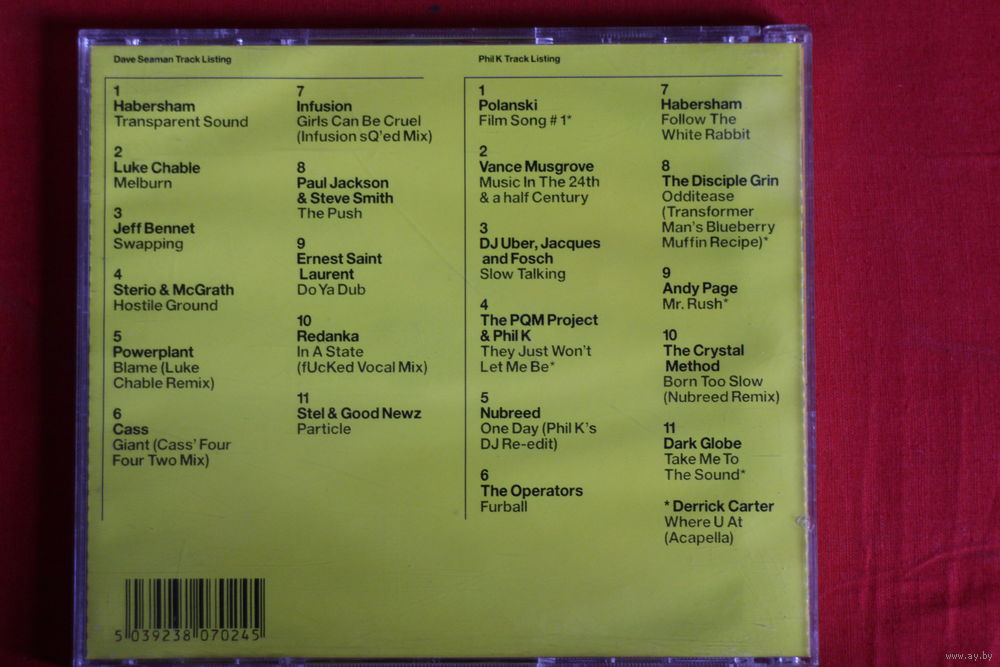 Dave Seaman Track Listing
1
Habersham
Transparent Sound
2
Luke Chable
Melburn
3
Jeff Bennet
Swapping
4
Sterio & McGrath
Hostile Ground
5
Powerplant
Blame (Luke
Chable Remix)
6
Cass
Giant (Cass' Four
Four Two Mix)
7
Infusion
Girls Can Be Cruel
(Infusion sQ'ed Mix)
8
Paul Jackson
& Steve Smith
The Push
9
Ernest Saint
Laurent
Do Ya Dub
10
Redanka
In A State
(fUcKed Vocal Mix)
11
Stel & Good Newz
Particle
Phil K Track Listing
1
Polanski
Film Song # 1*
2
Vance Musgrove
Music In The 24th
& a half Century
3
DJ Uber, Jacques
and Fosch
Slow Talking
4
The PQM Project
& Phil K
They Just Won't
Let Me Be*
5
Nubreed
One Day (Phil K's
DJ Re-edit)
6
The Operators
Furball
7
Habersham
Follow The
White Rabbit
8
The Disciple Grin
Odditease
(Transformer
Man's Blueberry
Muffin Recipe)*
9
Andy Page
Mr. Rush*
10
The Crystal
Method
Born Too Slow
(Nubreed Remix)
11
Dark Globe
Take Me To
The Sound*
* Derrick Carter
Where U At
(Acapella)
5 039238 070245
www.ay.by